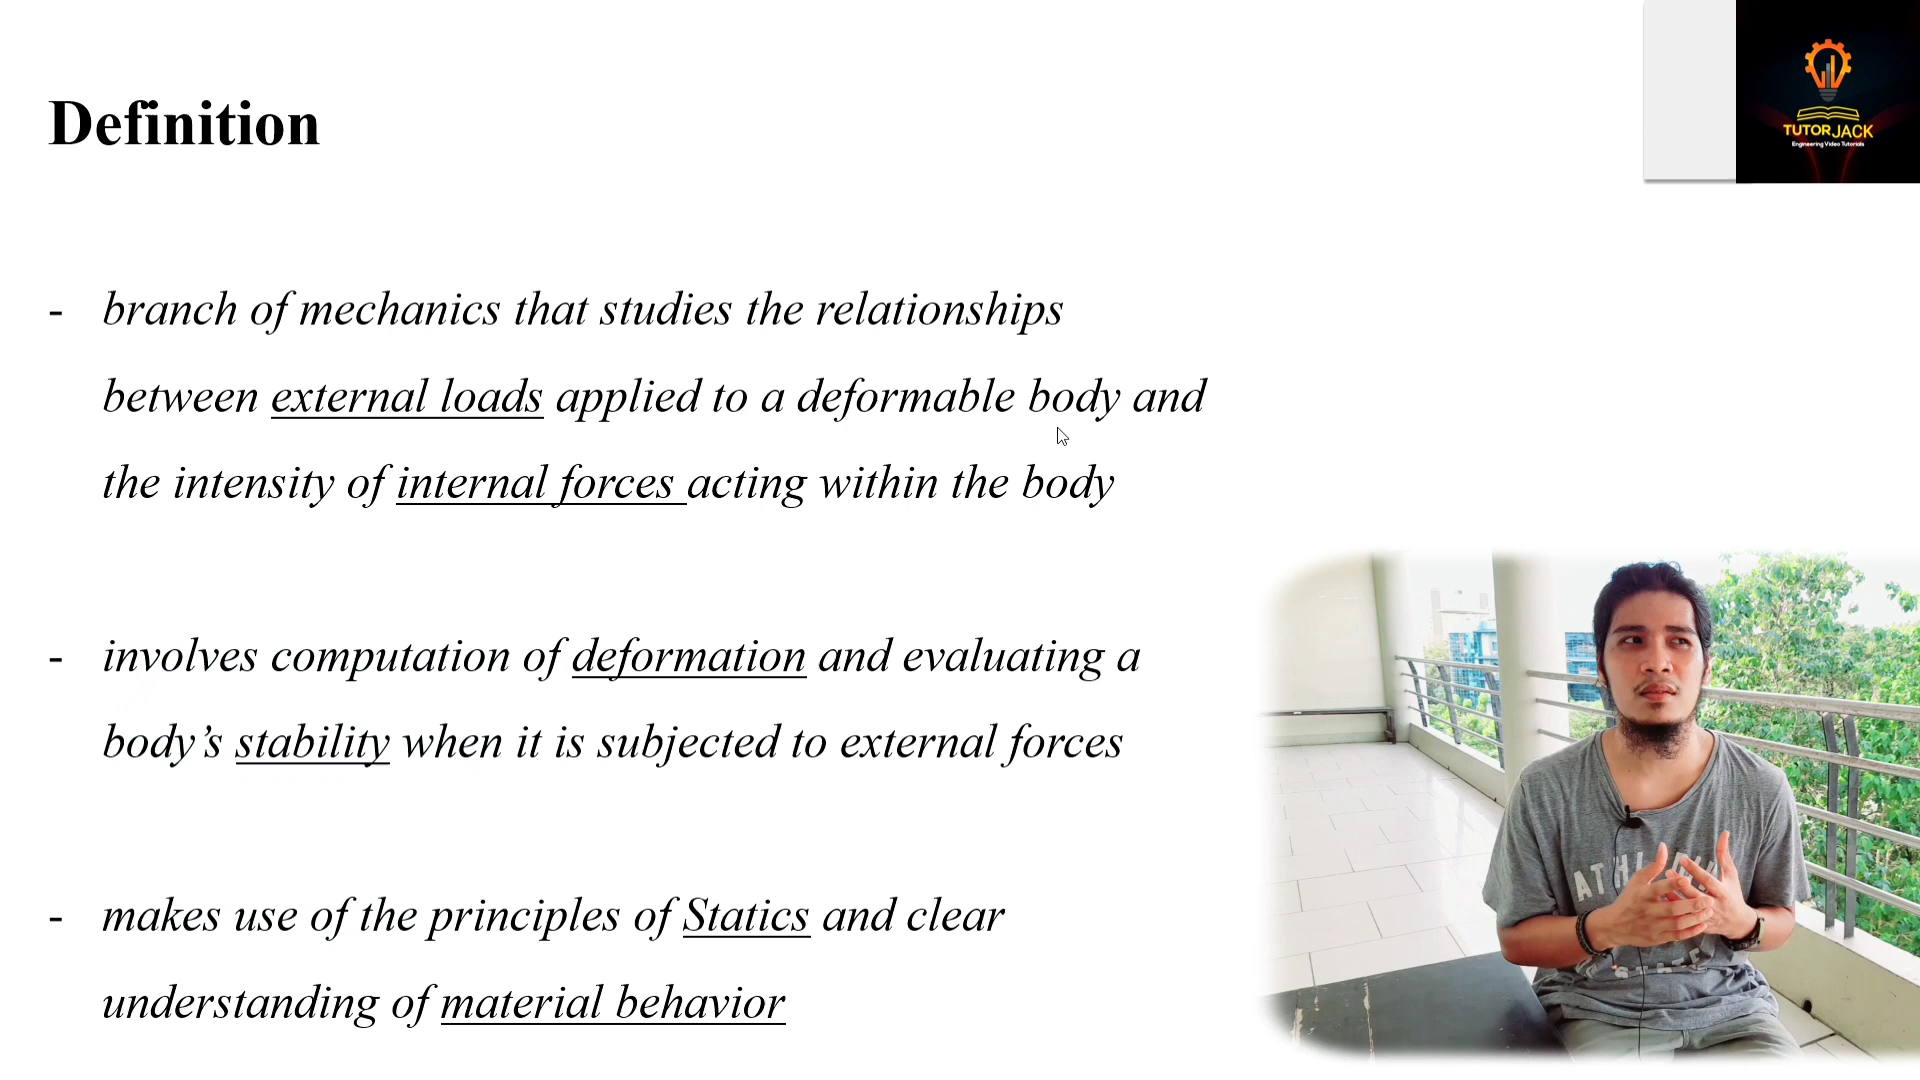 Definition
TUTOR JACK
Engineering Video Tutorials
- branch of mechanics that studies the relationships
between external loads applied to a deformable body and
the intensity of internal forces acting within the body
- involves computation of deformation and evaluating a
body’s stability when it is subjected to external forces
- makes use of the principles of Statics and clear
understanding of material behavior